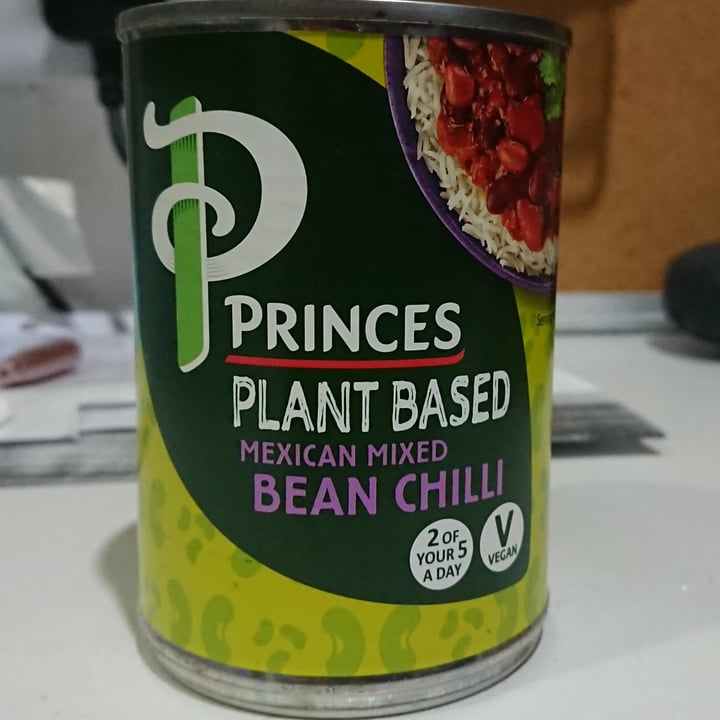 P
PRINCES
PLANT BASED
MEXICAN MIXED
BEAN CHILLI
2 OF
YOUR 5
A DAY
V
VEGAN